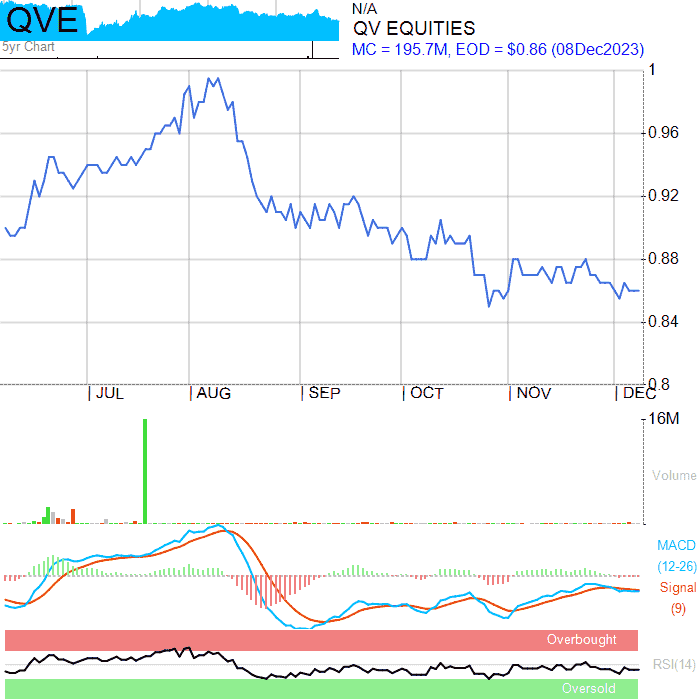 QVE
5yr Chart
N/A
QV EQUITIES
MC = 195.7M, EOD = $0.86 (08Dec2023)
1
0.96
0.92
0.88
0.84
0.8
JUL AUG SEP OCT NOV DEC
16M
Volume
MACD
(12-26)
Signal
(9)
Overbought
RSI(14)
Oversold